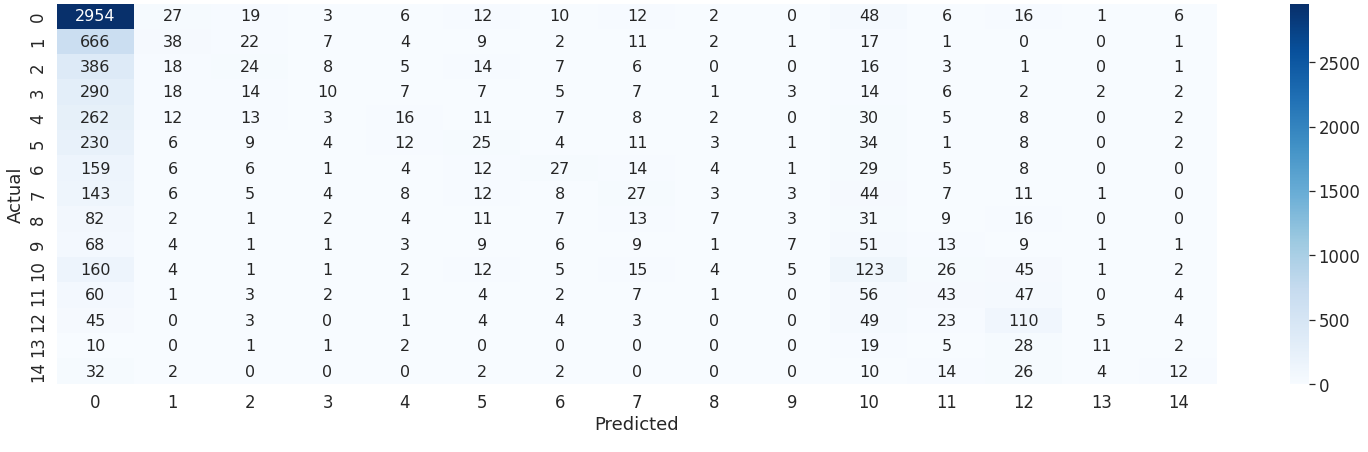 0 2954 27 19 3 6 12 10 12 2 0 48 6 16 1 6
1 666 38 22 7 4 9 2 11 2 1 17 1 0 0 1
2 386 18 24 8 5 14 7 6 0 0 16 3 1 0 1
3 290 18 14 10 7 7 5 7 1 3 14 6 2 2 2
4 262 12 13 3 16 11 7 8 2 0 30 5 8 0 2
5 230 6 9 4 12 25 4 11 3 1 34 1 8 0 2
6 159 6 6 1 4 12 27 14 4 1 29 5 8 0 0
7 143 6 5 4 8 12 8 27 3 3 44 7 11 1 0
8 82 2 1 2 4 11 7 13 7 3 31 9 16 0 0
9 68 4 1 1 3 9 6 9 1 7 51 13 9 1 1
10 160 4 1 1 2 12 5 15 4 5 123 26 45 1 2
11 60 1 3 2 1 4 2 7 1 0 56 43 47 0 4
12 45 0 3 0 1 4 4 3 0 0 49 23 110 5 4
13 10 0 1 1 2 0 0 0 0 0 19 5 28 11 2
14 32 2 0 0 0 2 2 0 0 0 10 14 26 4 12
0 1 2 3 4 5 6 7 8 9 10 11 12 13 14
Predicted
Actual
2500
2000
1500
1000
500
0